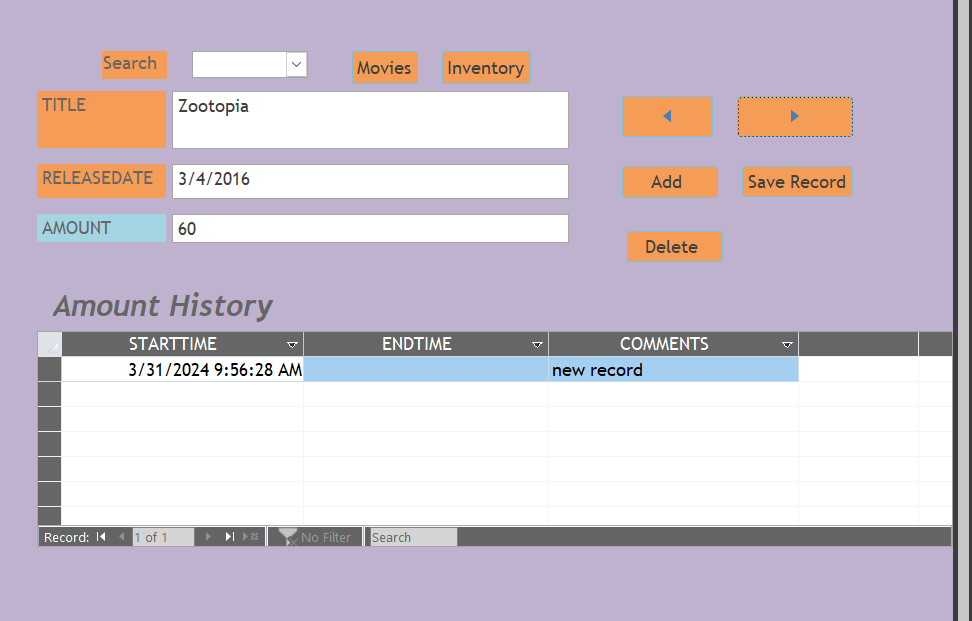 Search Movies Inventory
TITLE Zootopia
RELEASEDATE 3/4/2016 Add Save Record
AMOUNT 60
Delete
Amount History
STARTTIME ENDTIME COMMENTS
3/31/2024 9:56:28 AM new record
Record: 1 of 1 No Filter Search